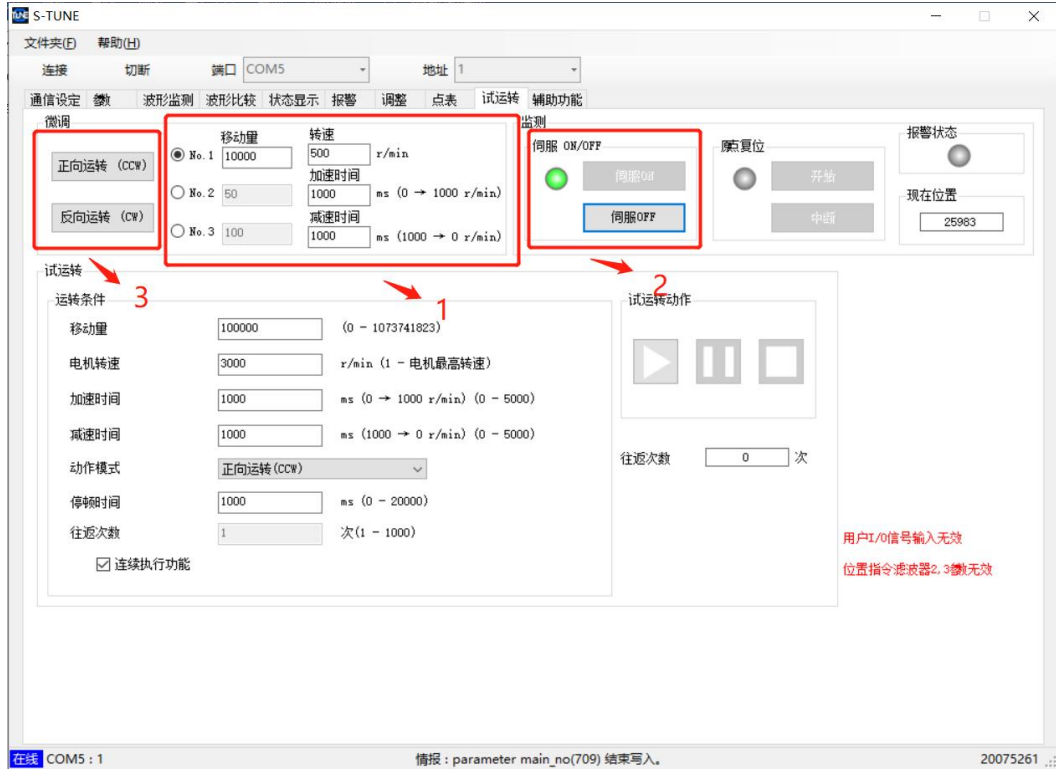 S-TUNE
文件夹(F) 帮助(H)
连接 切断 端口 COM5 地址 1
通信设定 参数 波形监测 波形比较 状态显示 报警 调整 点表 试运转 辅助功能
微调
正向运转 (CCW)
反向运转 (CW)
移动量 转速
No.1 10000 500 r/min
加速时间
No.2 50 1000 ms (0 → 1000 r/min)
减速时间
No.3 100 1000 ms (1000 → 0 r/min)
监测
伺服 ON/OFF
伺服ON
伺服OFF
原点复位
开始
中断
报警状态
现在位置
25983
3
1
2
试运转
运转条件
移动量 100000 (0 - 1073741823)
电机转速 3000 r/min (1 - 电机最高转速)
加速时间 1000 ms (0 → 1000 r/min) (0 - 5000)
减速时间 1000 ms (1000 → 0 r/min) (0 - 5000)
动作模式 正向运转(CCW)
停顿时间 1000 ms (0 - 20000)
往返次数 1 次(1 - 1000)
连续执行功能
试运转动作
往返次数 0 次
用户I/O信号输入无效
位置指令滤波器2,3参数无效
在线 COM5 : 1 情报 : parameter main_no(709) 结束写入。 20075261